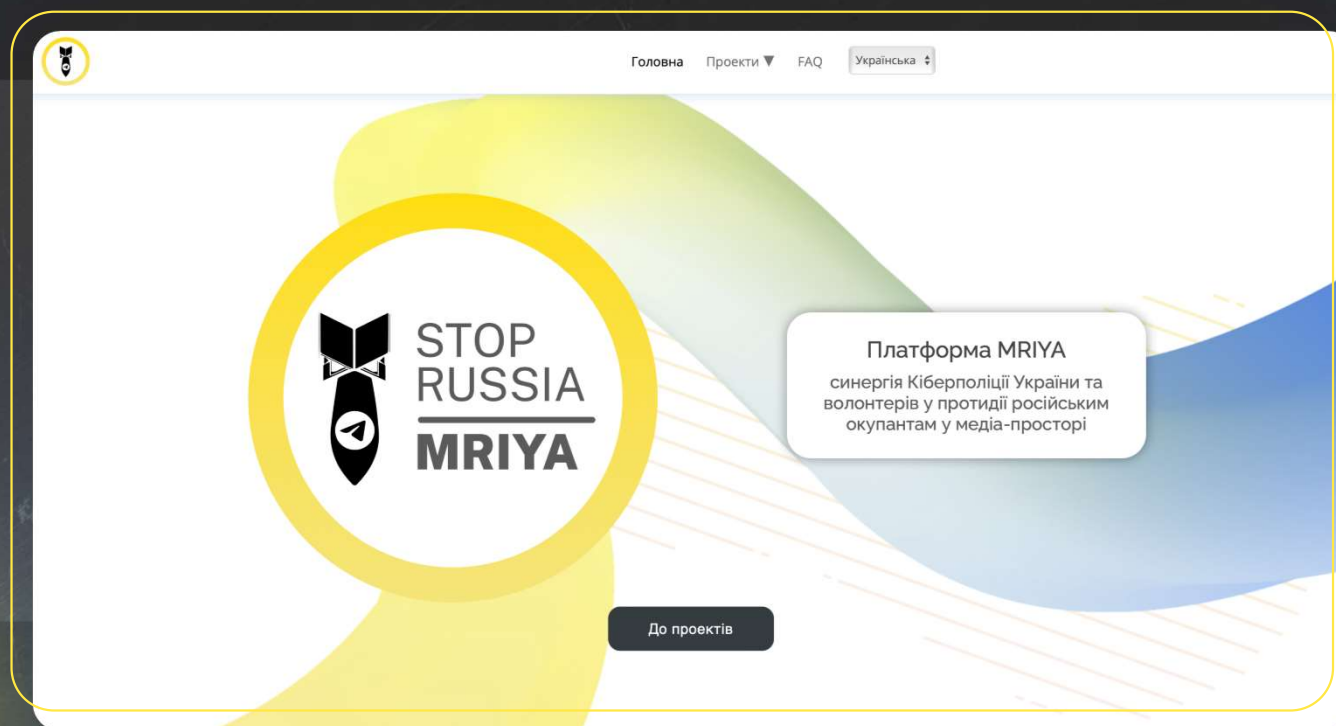 Головна Проекти ▼ FAQ Українська
STOP
RUSSIA
MRIYA
Платформа MRIYA
синергія Кіберполіції України та
волонтерів у протидії російським
окупантам у медіа-просторі
До проектів